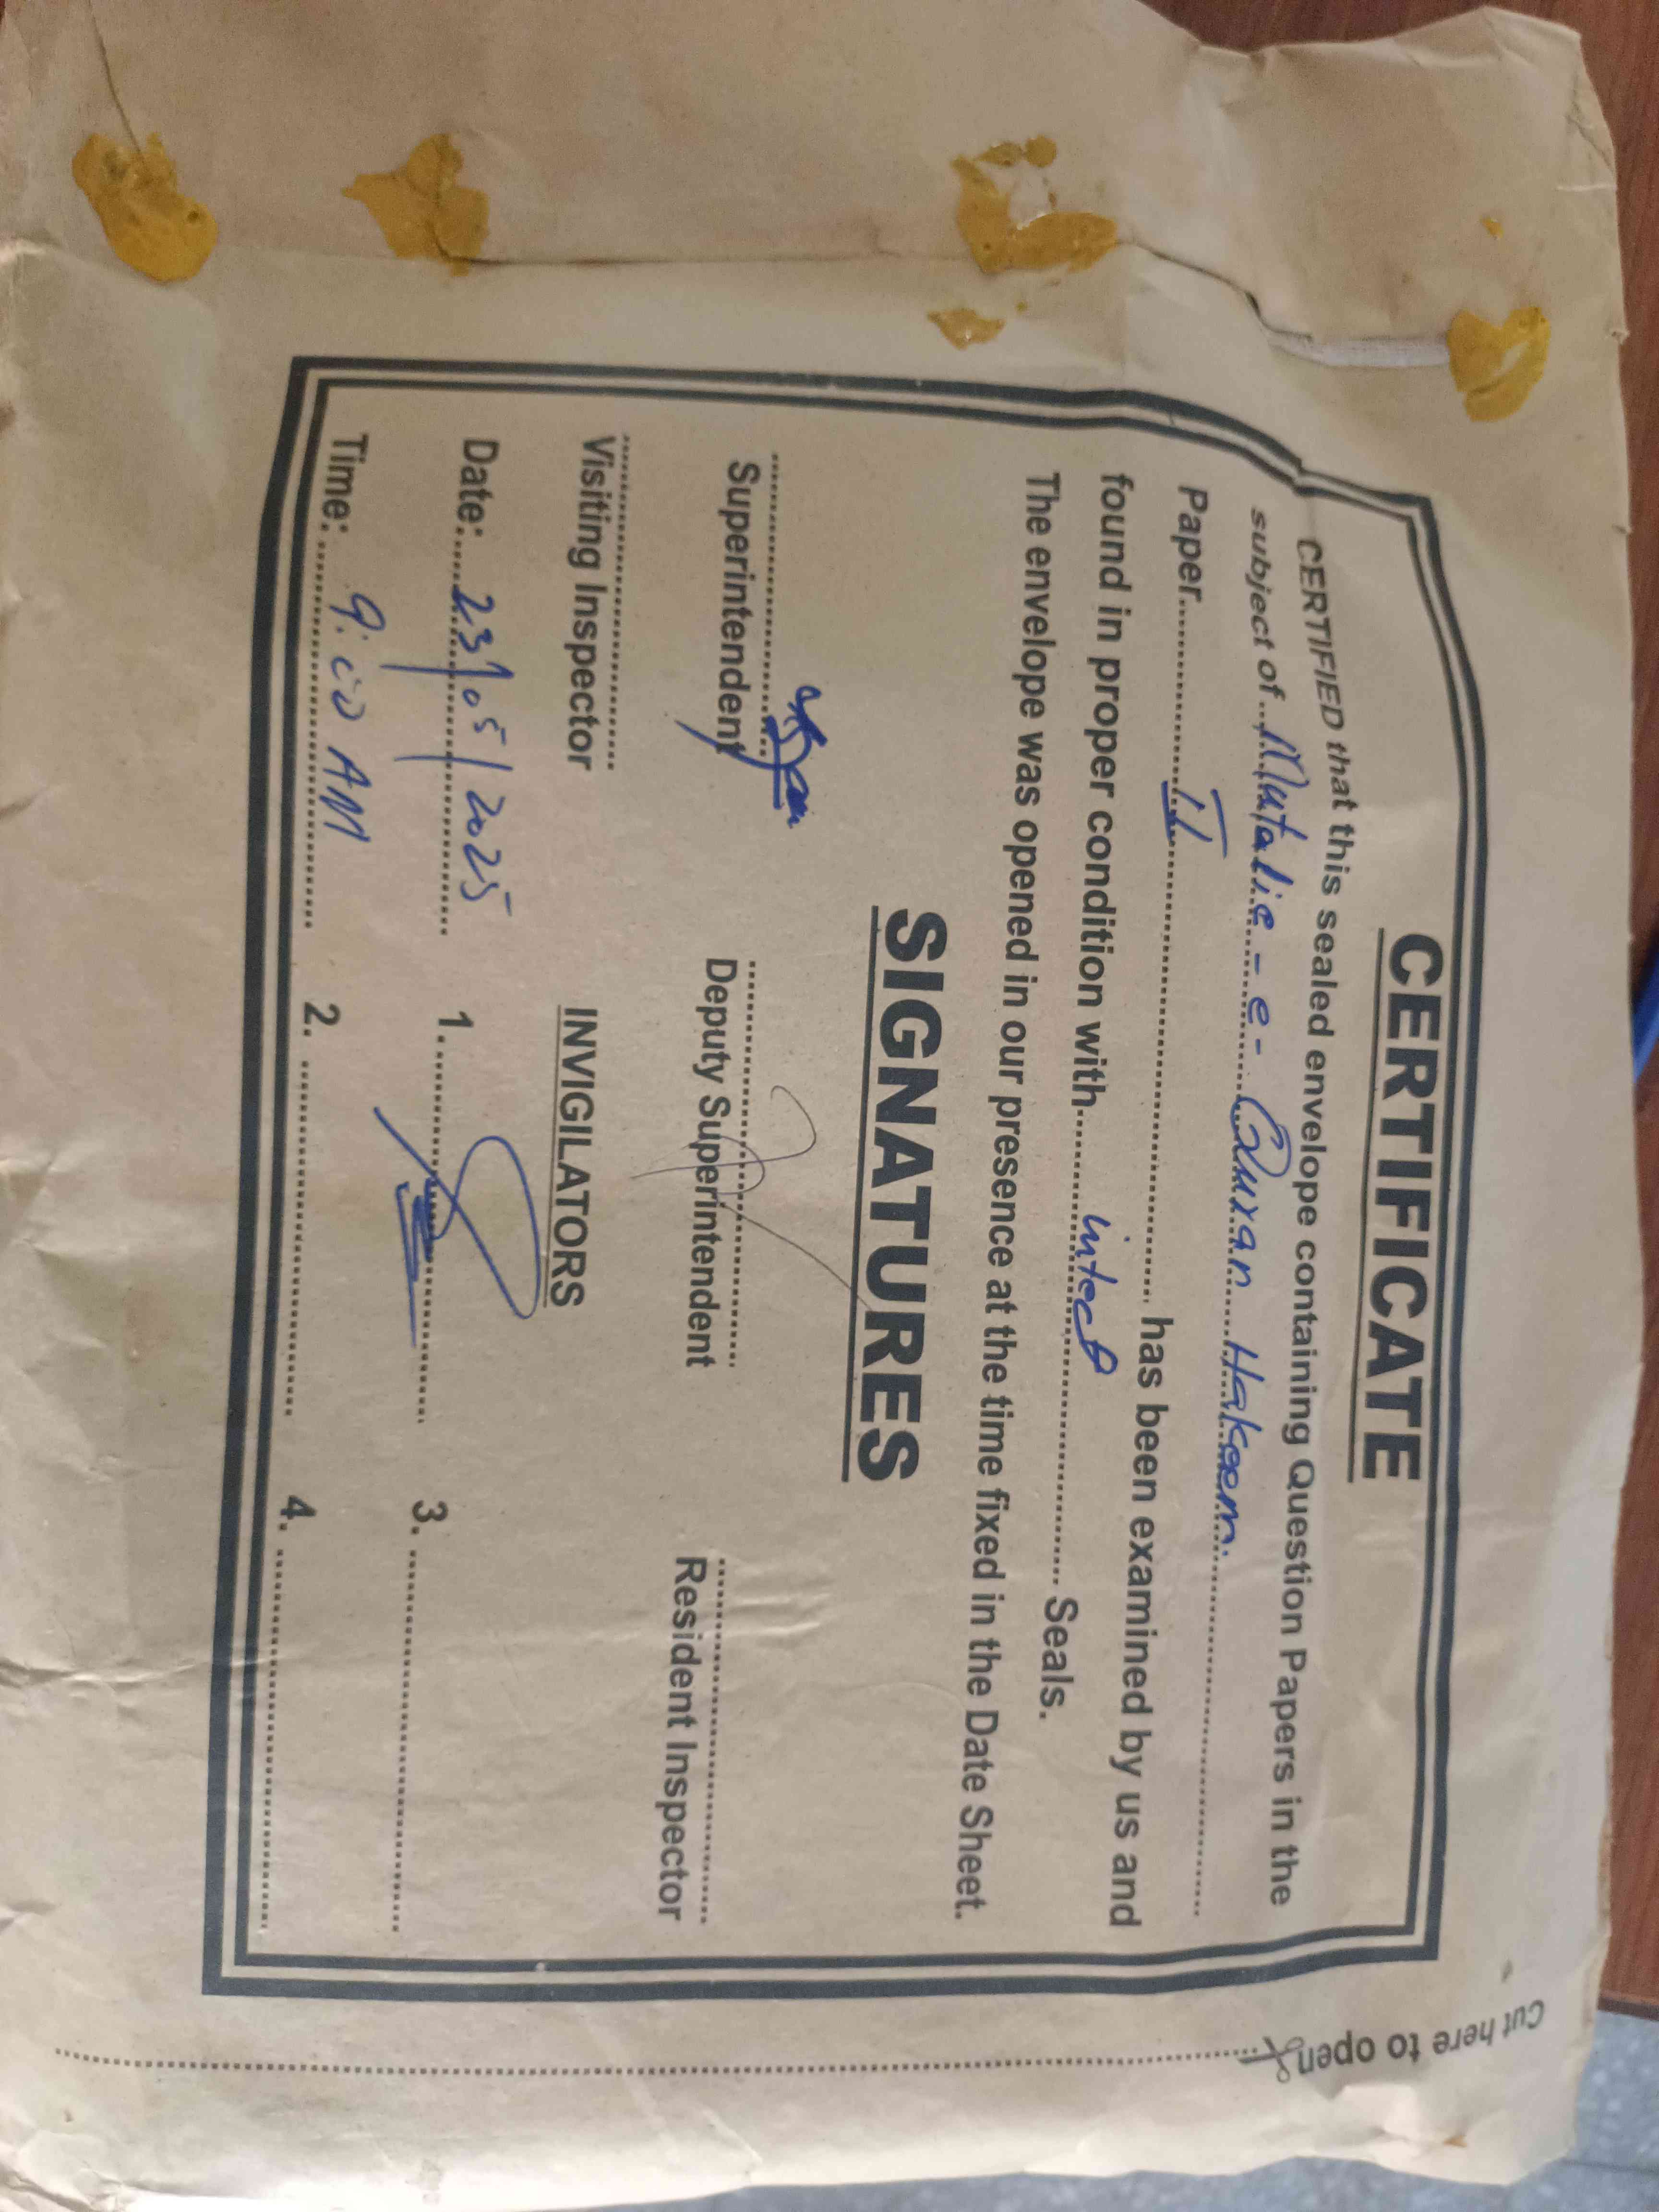 CERTIFICATE
CERTIFIED that this sealed envelope containing Question Papers in the
subject of Mutalie - e - Quran Hakeem.
Paper II has been examined by us and
found in proper condition with intect Seals.
The envelope was opened in our presence at the time fixed in the Date Sheet.
SIGNATURES
Superintendent Deputy Superintendent Resident Inspector
Visiting Inspector INVIGILATORS
Date: 23/05/2025 1. 3.
Time: 9:00 AM 2. 4.
Cut here to open